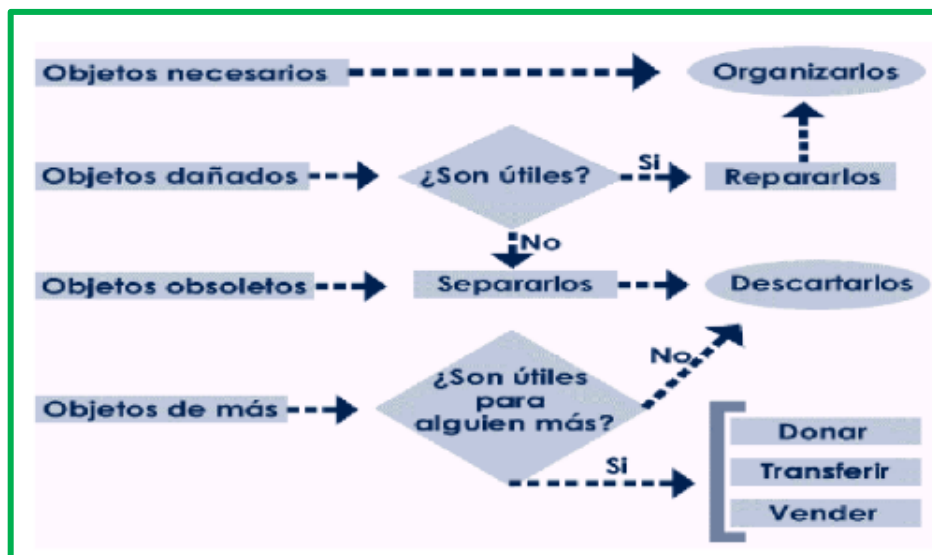 Objetos necesarios
Organizarlos
Objetos dañados
¿Son útiles?
Si
Repararlos
No
Objetos obsoletos
Separarlos
Descartarlos
Objetos de más
¿Son útiles
para
alguien más?
No
Si
Donar
Transferir
Vender